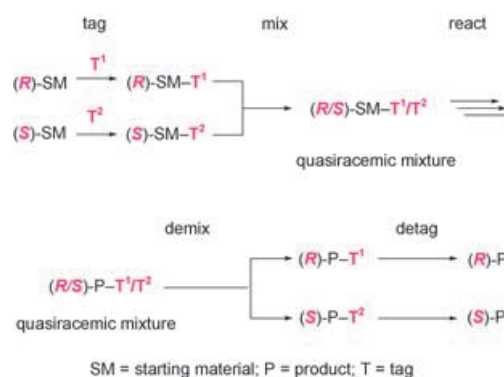 tag mix react
T¹
(R)-SM (R)-SM–T¹
T²
(S)-SM (S)-SM–T²
(R/S)-SM–T¹/T²
quasiracemic mixture
demix detag
(R)-P–T¹ (R)-P
(R/S)-P–T¹/T²
(S)-P–T² (S)-P
quasiracemic mixture
SM = starting material; P = product; T = tag